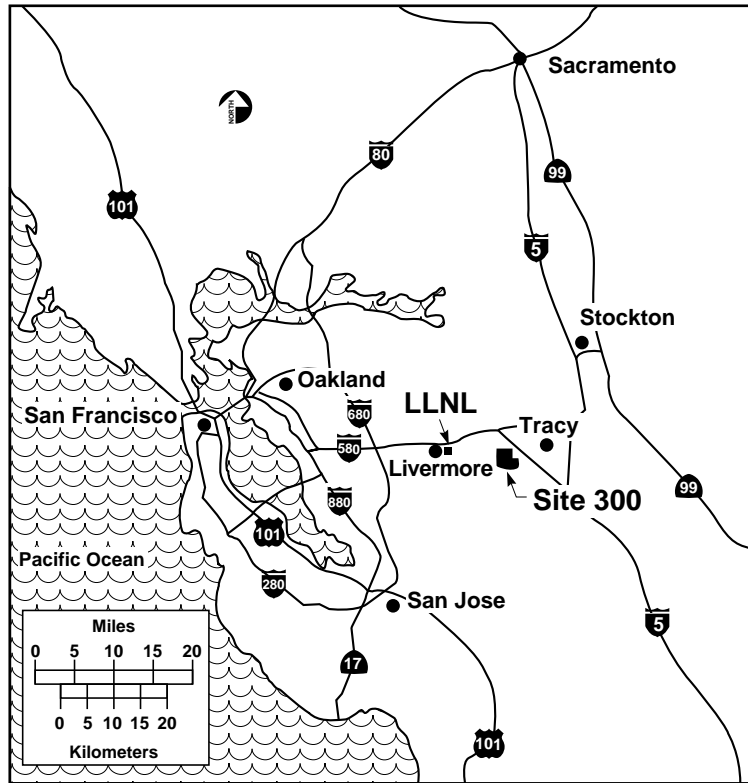 Sacramento
NORTH
80
99
101
5
Stockton
Oakland
San Francisco
680
LLNL
Tracy
580
Livermore
880
Site 300
99
101
Pacific Ocean
280
San Jose
5
Miles
0 5 10 15 20
17
0 5 10 15 20
Kilometers
101